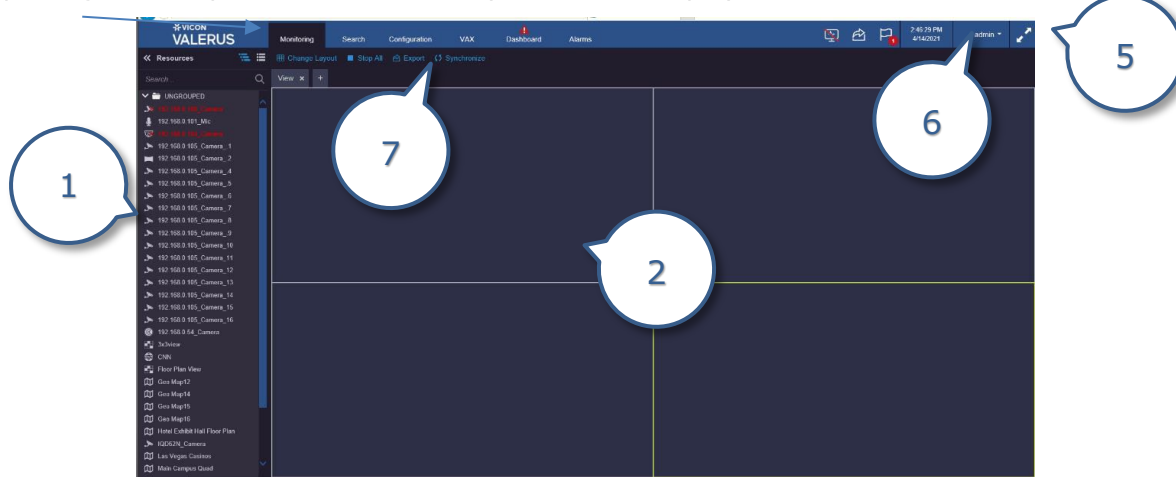 VICON
VALERUS
Monitoring
Search
Configuration
VAX
Dashboard
Alarms
1
2:46:29 PM
4/14/2021
admin
5
Resources
Change Layout
Stop All
Export
Synchronize
Search...
View x +
6
7
1
2
UNGROUPED
192.168.0.101_Mic
192.168.0.105_Camera_1
192.168.0.105_Camera_2
192.168.0.105_Camera_4
192.168.0.105_Camera_5
192.168.0.105_Camera_6
192.168.0.105_Camera_7
192.168.0.105_Camera_8
192.168.0.105_Camera_9
192.168.0.105_Camera_10
192.168.0.105_Camera_11
192.168.0.105_Camera_12
192.168.0.105_Camera_13
192.168.0.105_Camera_14
192.168.0.105_Camera_15
192.168.0.105_Camera_16
192.168.0.54_Camera
3x3view
CNN
Floor Plan View
Geo Map12
Geo Map14
Geo Map15
Geo Map16
Hotel Exhibit Hall Floor Plan
IQD62N_Camera
Las Vegas Casinos
Main Campus Quad